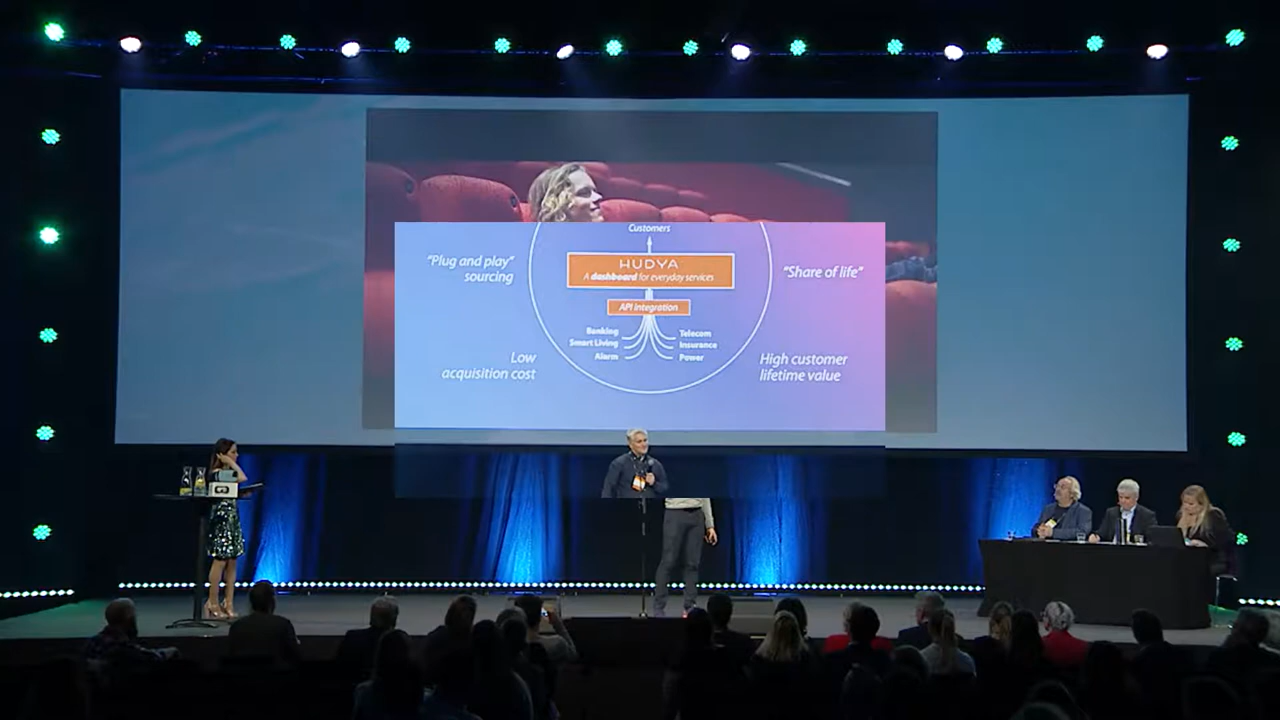 Customers
"Plug and play"
sourcing
HUDYA
A dashboard for everyday services
"Share of life"
API Integration
Banking
Smart Living
Alarm
Telecom
Insurance
Power
Low
acquisition cost
High customer
lifetime value